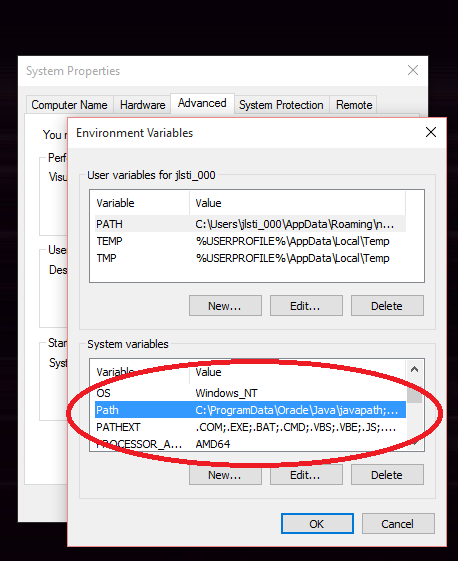 System Properties
Computer Name Hardware Advanced System Protection Remote
You m
Environment Variables
Perf
Visu
User variables for jlsti_000
Variable Value
PATH C:\Users\jlsti_000\AppData\Roaming\n...
TEMP %USERPROFILE%\AppData\Local\Temp
TMP %USERPROFILE%\AppData\Local\Temp
User
Des
New... Edit... Delete
Star
Syst
System variables
Variable Value
OS Windows_NT
Path C:\ProgramData\Oracle\Java\javapath;...
PATHEXT .COM;.EXE;.BAT;.CMD;.VBS;.VBE;.JS;....
PROCESSOR_A... AMD64
New... Edit... Delete
OK Cancel